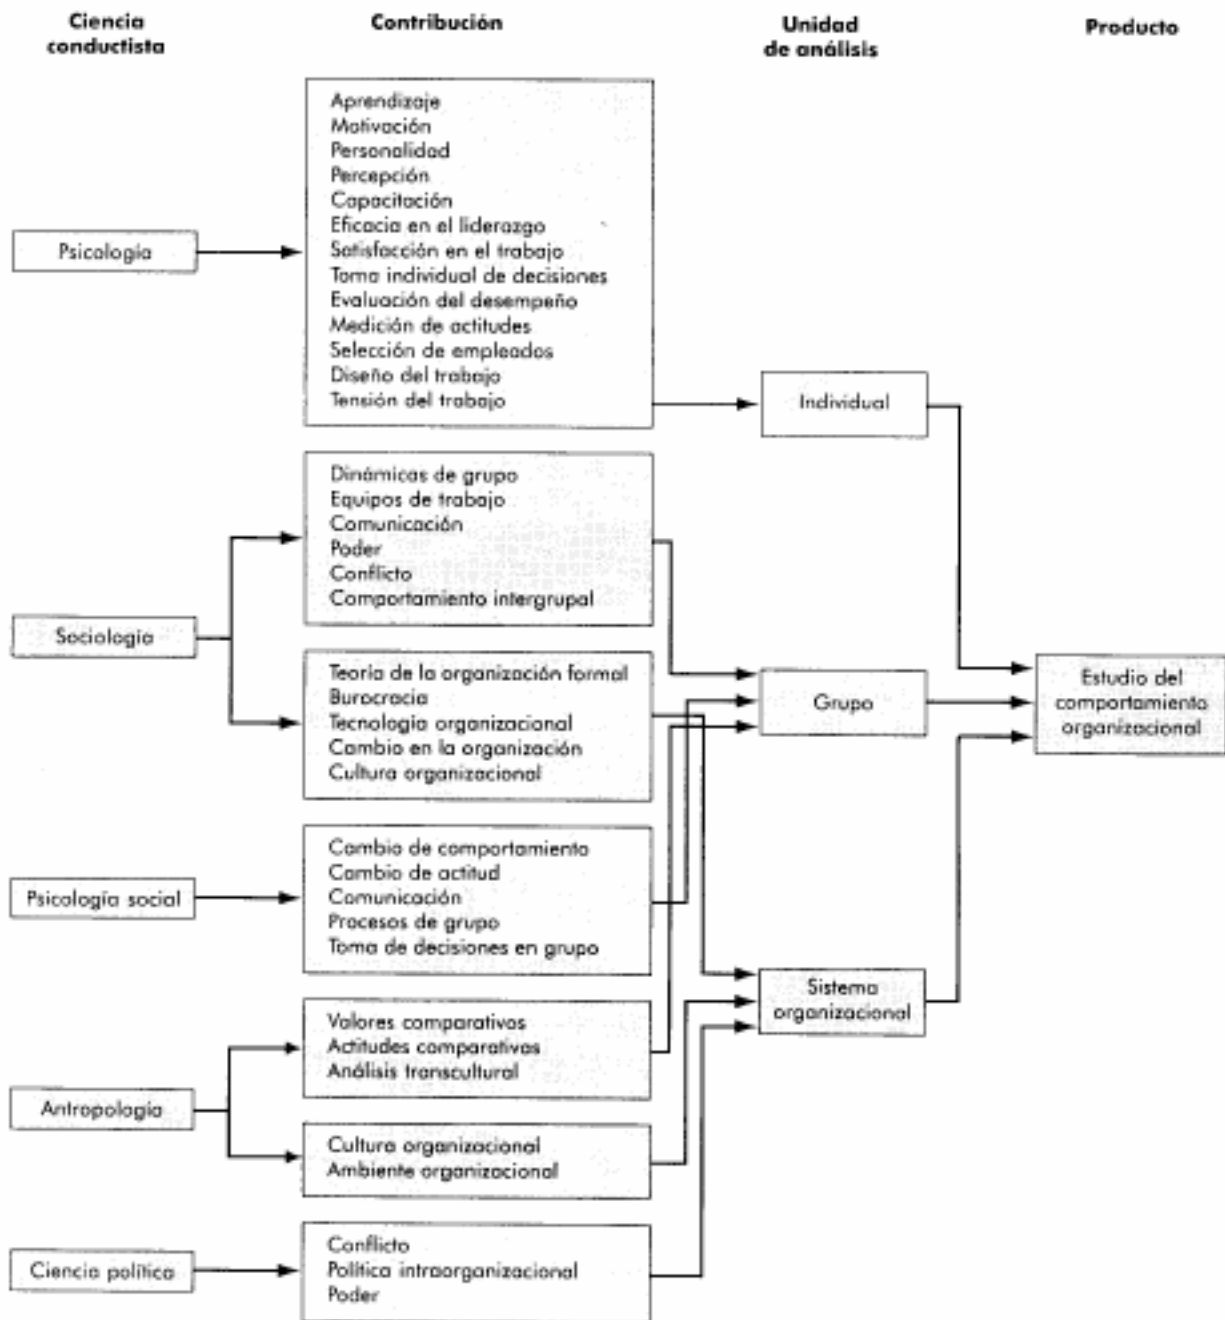 Ciencia
conductista
Contribución
Unidad
de análisis
Producto
Psicología
Aprendizaje
Motivación
Personalidad
Percepción
Capacitación
Eficacia en el liderazgo
Satisfacción en el trabajo
Toma individual de decisiones
Evaluación del desempeño
Medición de actitudes
Selección de empleados
Diseño del trabajo
Tensión del trabajo
Individual
Sociología
Dinámicas de grupo
Equipos de trabajo
Comunicación
Poder
Conflicto
Comportamiento intergrupal
Teoría de la organización formal
Burocracia
Tecnología organizacional
Cambio en la organización
Cultura organizacional
Grupo
Estudio del
comportamiento
organizacional
Psicología social
Cambio de comportamiento
Cambio de actitud
Comunicación
Procesos de grupo
Toma de decisiones en grupo
Sistema
organizacional
Antropología
Valores comparativos
Actitudes comparativas
Análisis transcultural
Cultura organizacional
Ambiente organizacional
Ciencia política
Conflicto
Política intraorganizacional
Poder